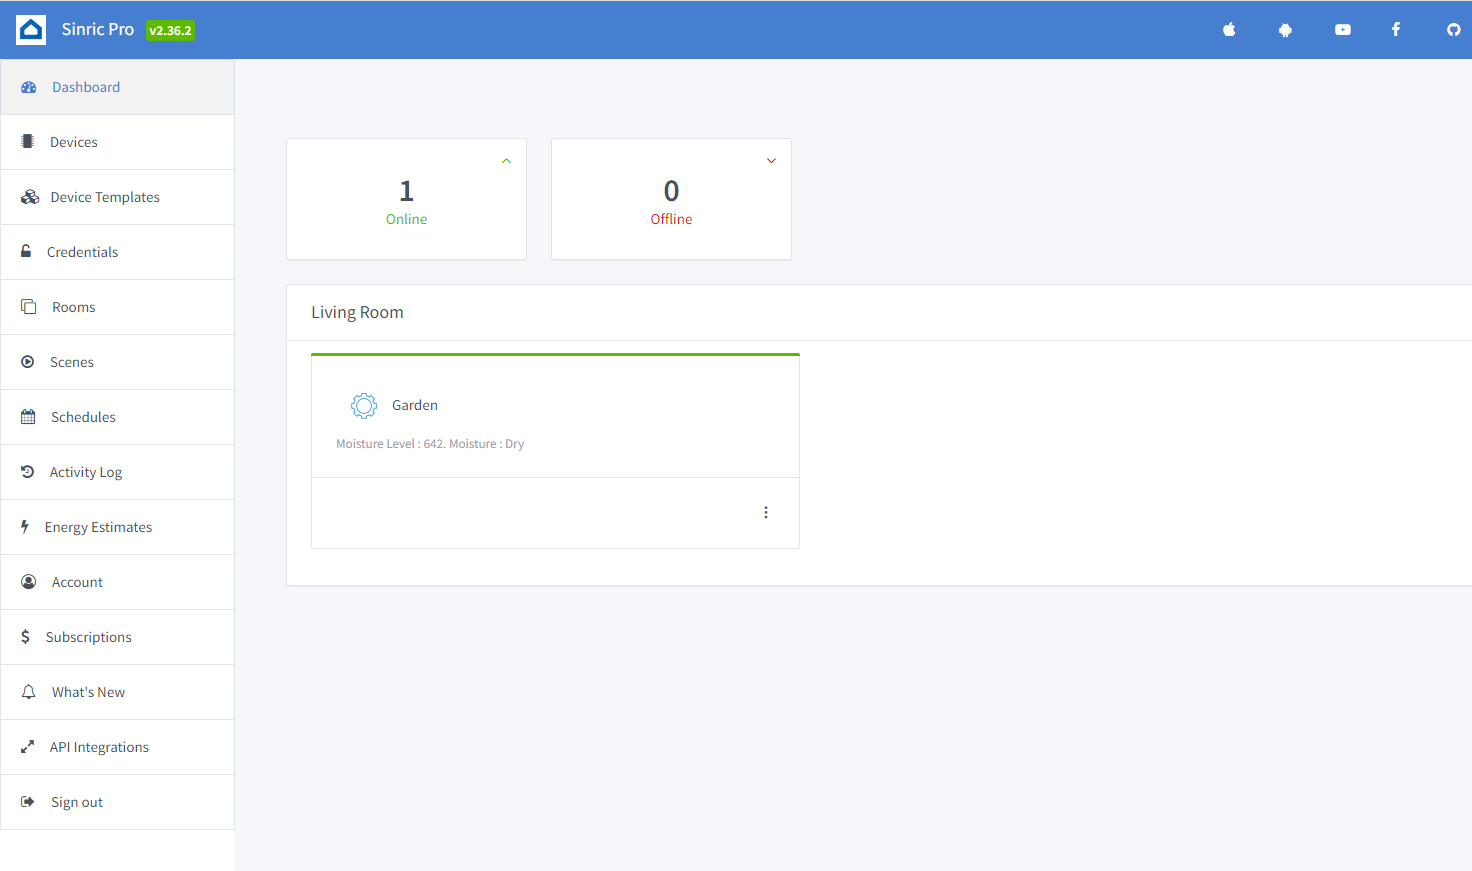 Sinric Pro v2.36.2
Dashboard
Devices
Device Templates
Credentials
Rooms
Scenes
Schedules
Activity Log
Energy Estimates
Account
Subscriptions
What's New
API Integrations
Sign out
1
Online
0
Offline
Living Room
Garden
Moisture Level : 642. Moisture : Dry